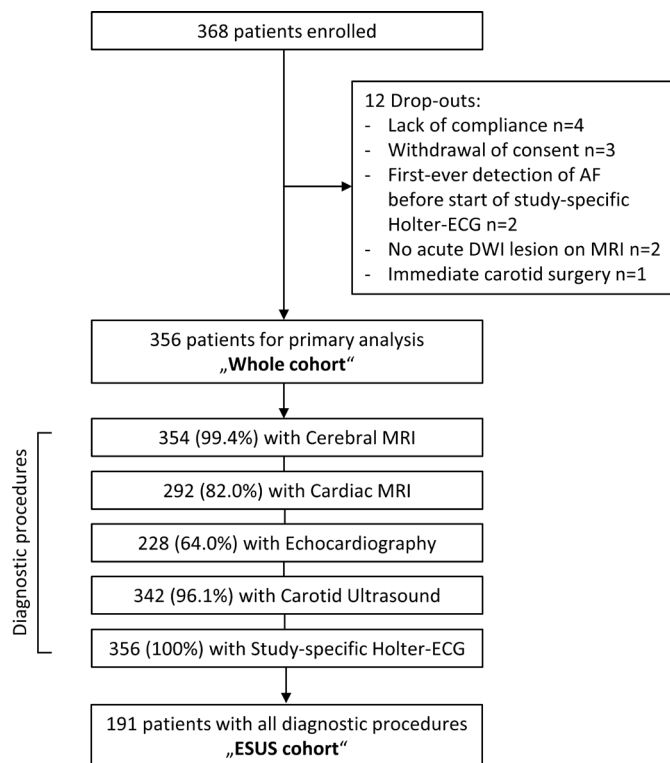 368 patients enrolled
12 Drop-outs:
- Lack of compliance n=4
- Withdrawal of consent n=3
- First-ever detection of AF
before start of study-specific
Holter-ECG n=2
- No acute DWI lesion on MRI n=2
- Immediate carotid surgery n=1
356 patients for primary analysis
„Whole cohort“
Diagnostic procedures
354 (99.4%) with Cerebral MRI
292 (82.0%) with Cardiac MRI
228 (64.0%) with Echocardiography
342 (96.1%) with Carotid Ultrasound
356 (100%) with Study-specific Holter-ECG
191 patients with all diagnostic procedures
„ESUS cohort“